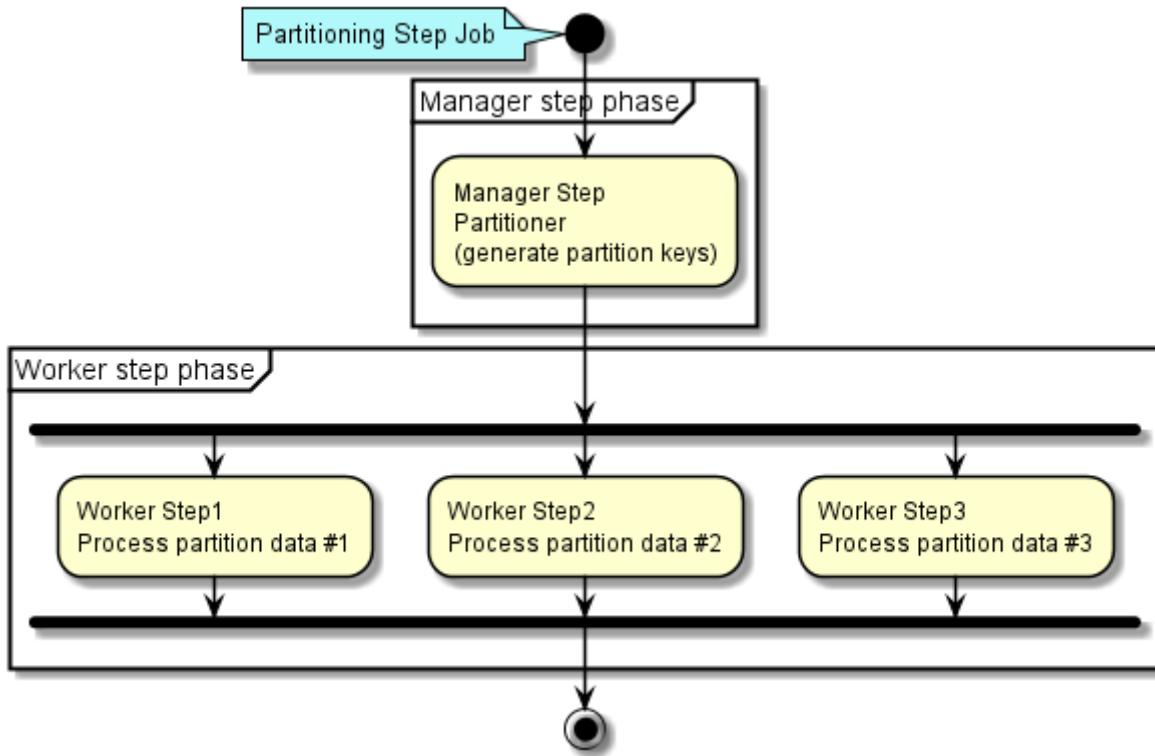 Partitioning Step Job
Manager step phase
Manager Step
Partitioner
(generate partition keys)
Worker step phase
Worker Step1
Process partition data #1
Worker Step2
Process partition data #2
Worker Step3
Process partition data #3